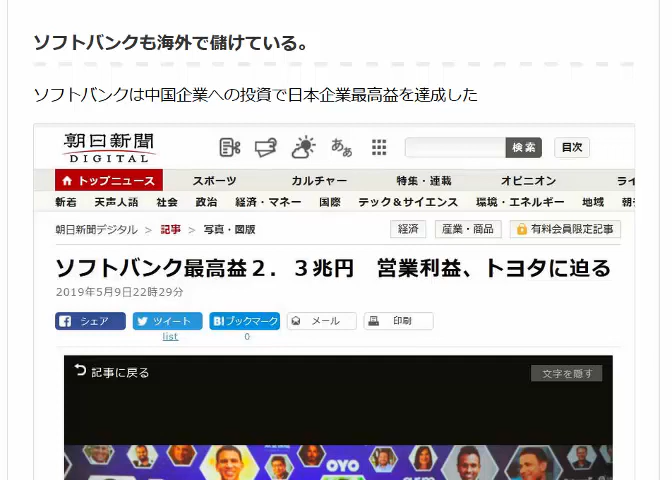 ソフトバンクも海外で儲けている。
ソフトバンクは中国企業への投資で日本企業最高益を達成した
朝日新聞
DIGITAL
あぁ
検索
目次
トップニュース スポーツ カルチャー 特集・連載 オピニオン ライ
新着 天声人語 社会 政治 経済・マネー 国際 テック＆サイエンス 環境・エネルギー 地域 朝
朝日新聞デジタル > 記事 > 写真・図版
経済 産業・商品 有料会員限定記事
ソフトバンク最高益２．３兆円　営業利益、トヨタに迫る
2019年5月9日22時29分
シェア ツイート B!ブックマーク メール 印刷
list 0
記事に戻る 文字を隠す
OYO
arm